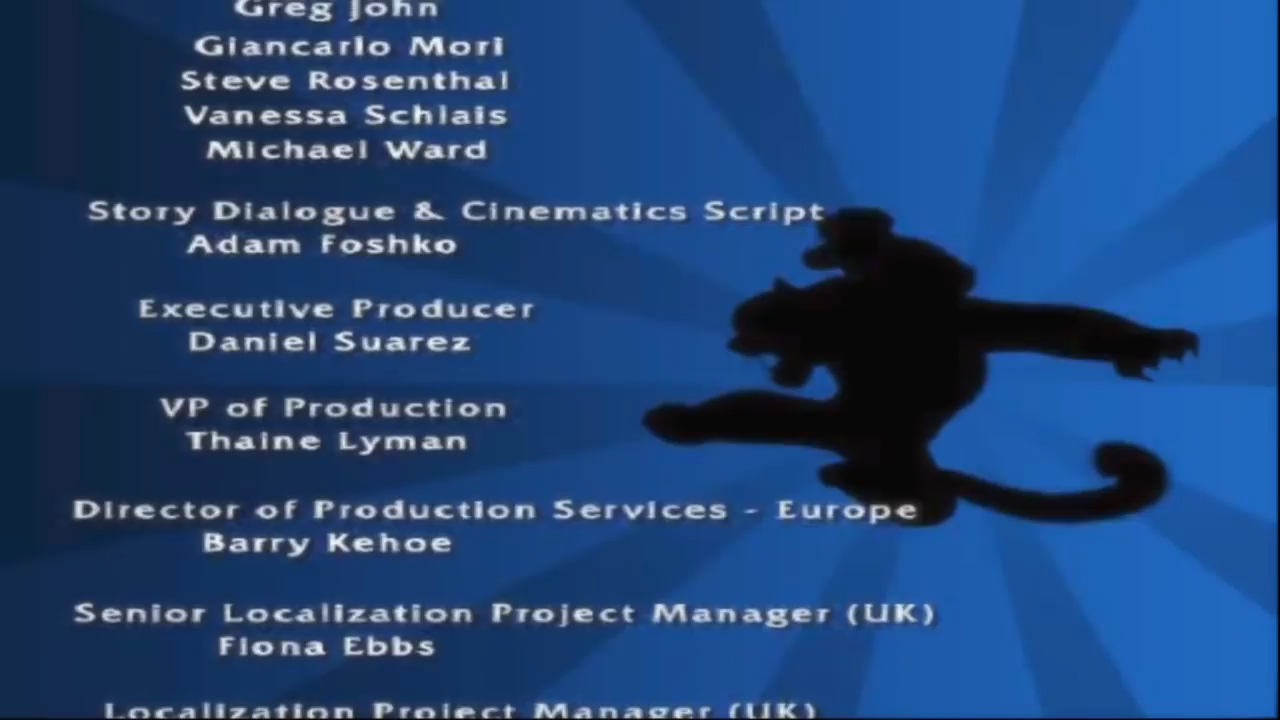 Greg John
Giancarlo Mori
Steve Rosenthal
Vanessa Schlais
Michael Ward
Story Dialogue & Cinematics Script
Adam Foshko
Executive Producer
Daniel Suarez
VP of Production
Thaine Lyman
Director of Production Services - Europe
Barry Kehoe
Senior Localization Project Manager (UK)
Fiona Ebbs
Localization Project Manager (UK)